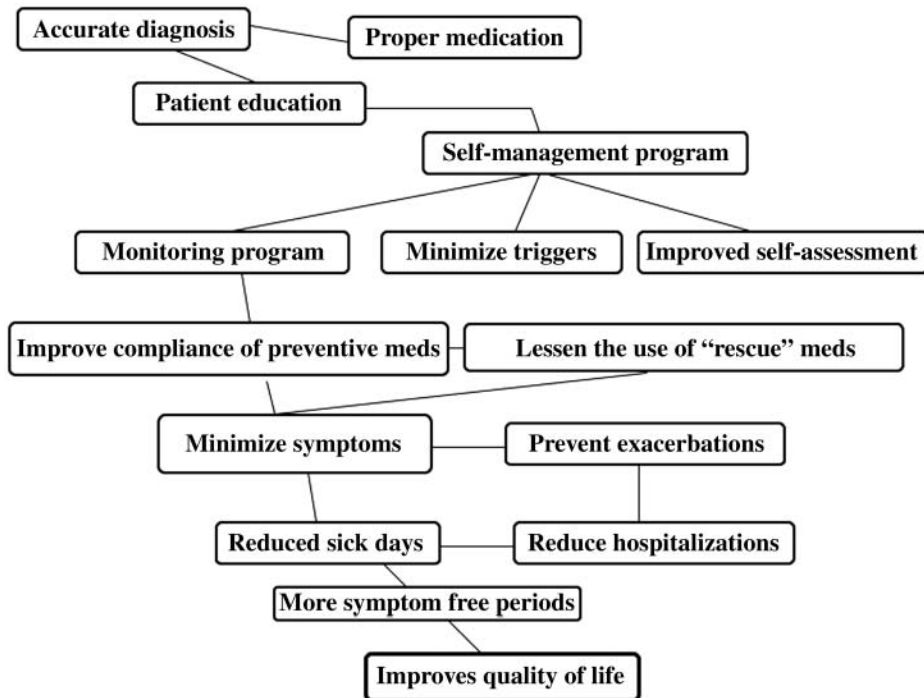 Accurate diagnosis
Proper medication
Patient education
Self-management program
Monitoring program
Minimize triggers
Improved self-assessment
Improve compliance of preventive meds
Lessen the use of “rescue” meds
Minimize symptoms
Prevent exacerbations
Reduced sick days
Reduce hospitalizations
More symptom free periods
Improves quality of life